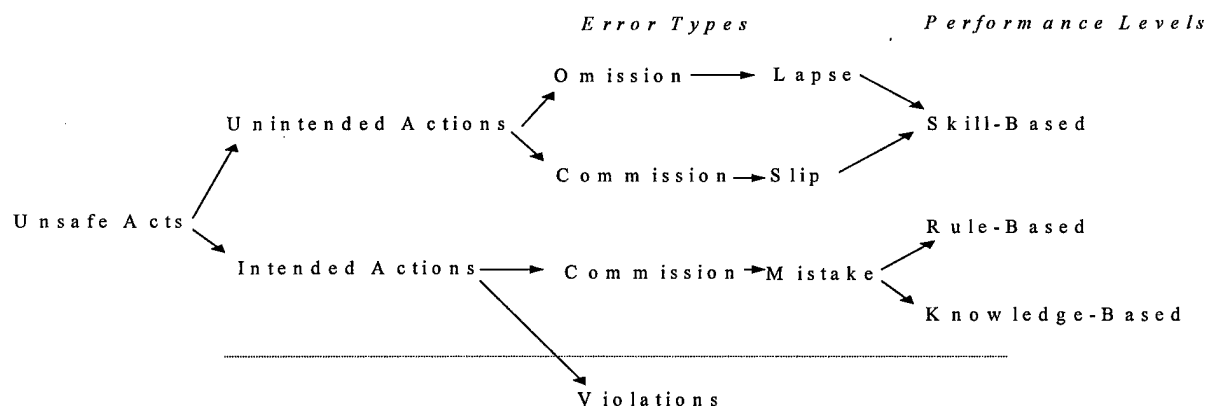 Error Types Performance Levels
Omission Lapse
Unintended Actions Skill-Based
Commission Slip
Unsafe Acts Rule-Based
Intended Actions Commission Mistake
Knowledge-Based
Violations